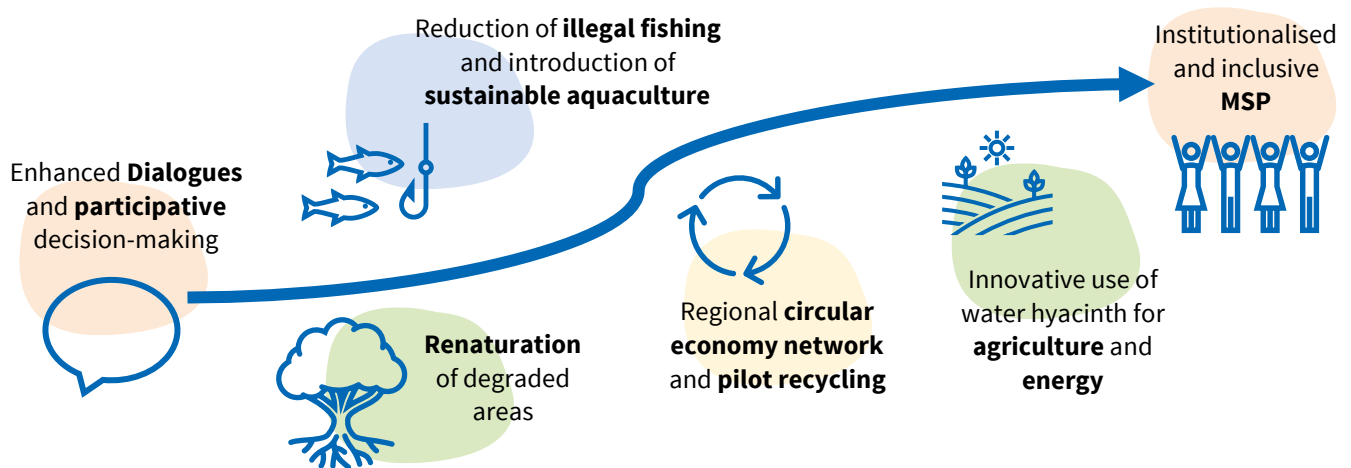 Enhanced Dialogues
and participative
decision-making
Reduction of illegal fishing
and introduction of
sustainable aquaculture
Renaturation
of degraded
areas
Regional circular
economy network
and pilot recycling
Innovative use of
water hyacinth for
agriculture and
energy
Institutionalised
and inclusive
MSP